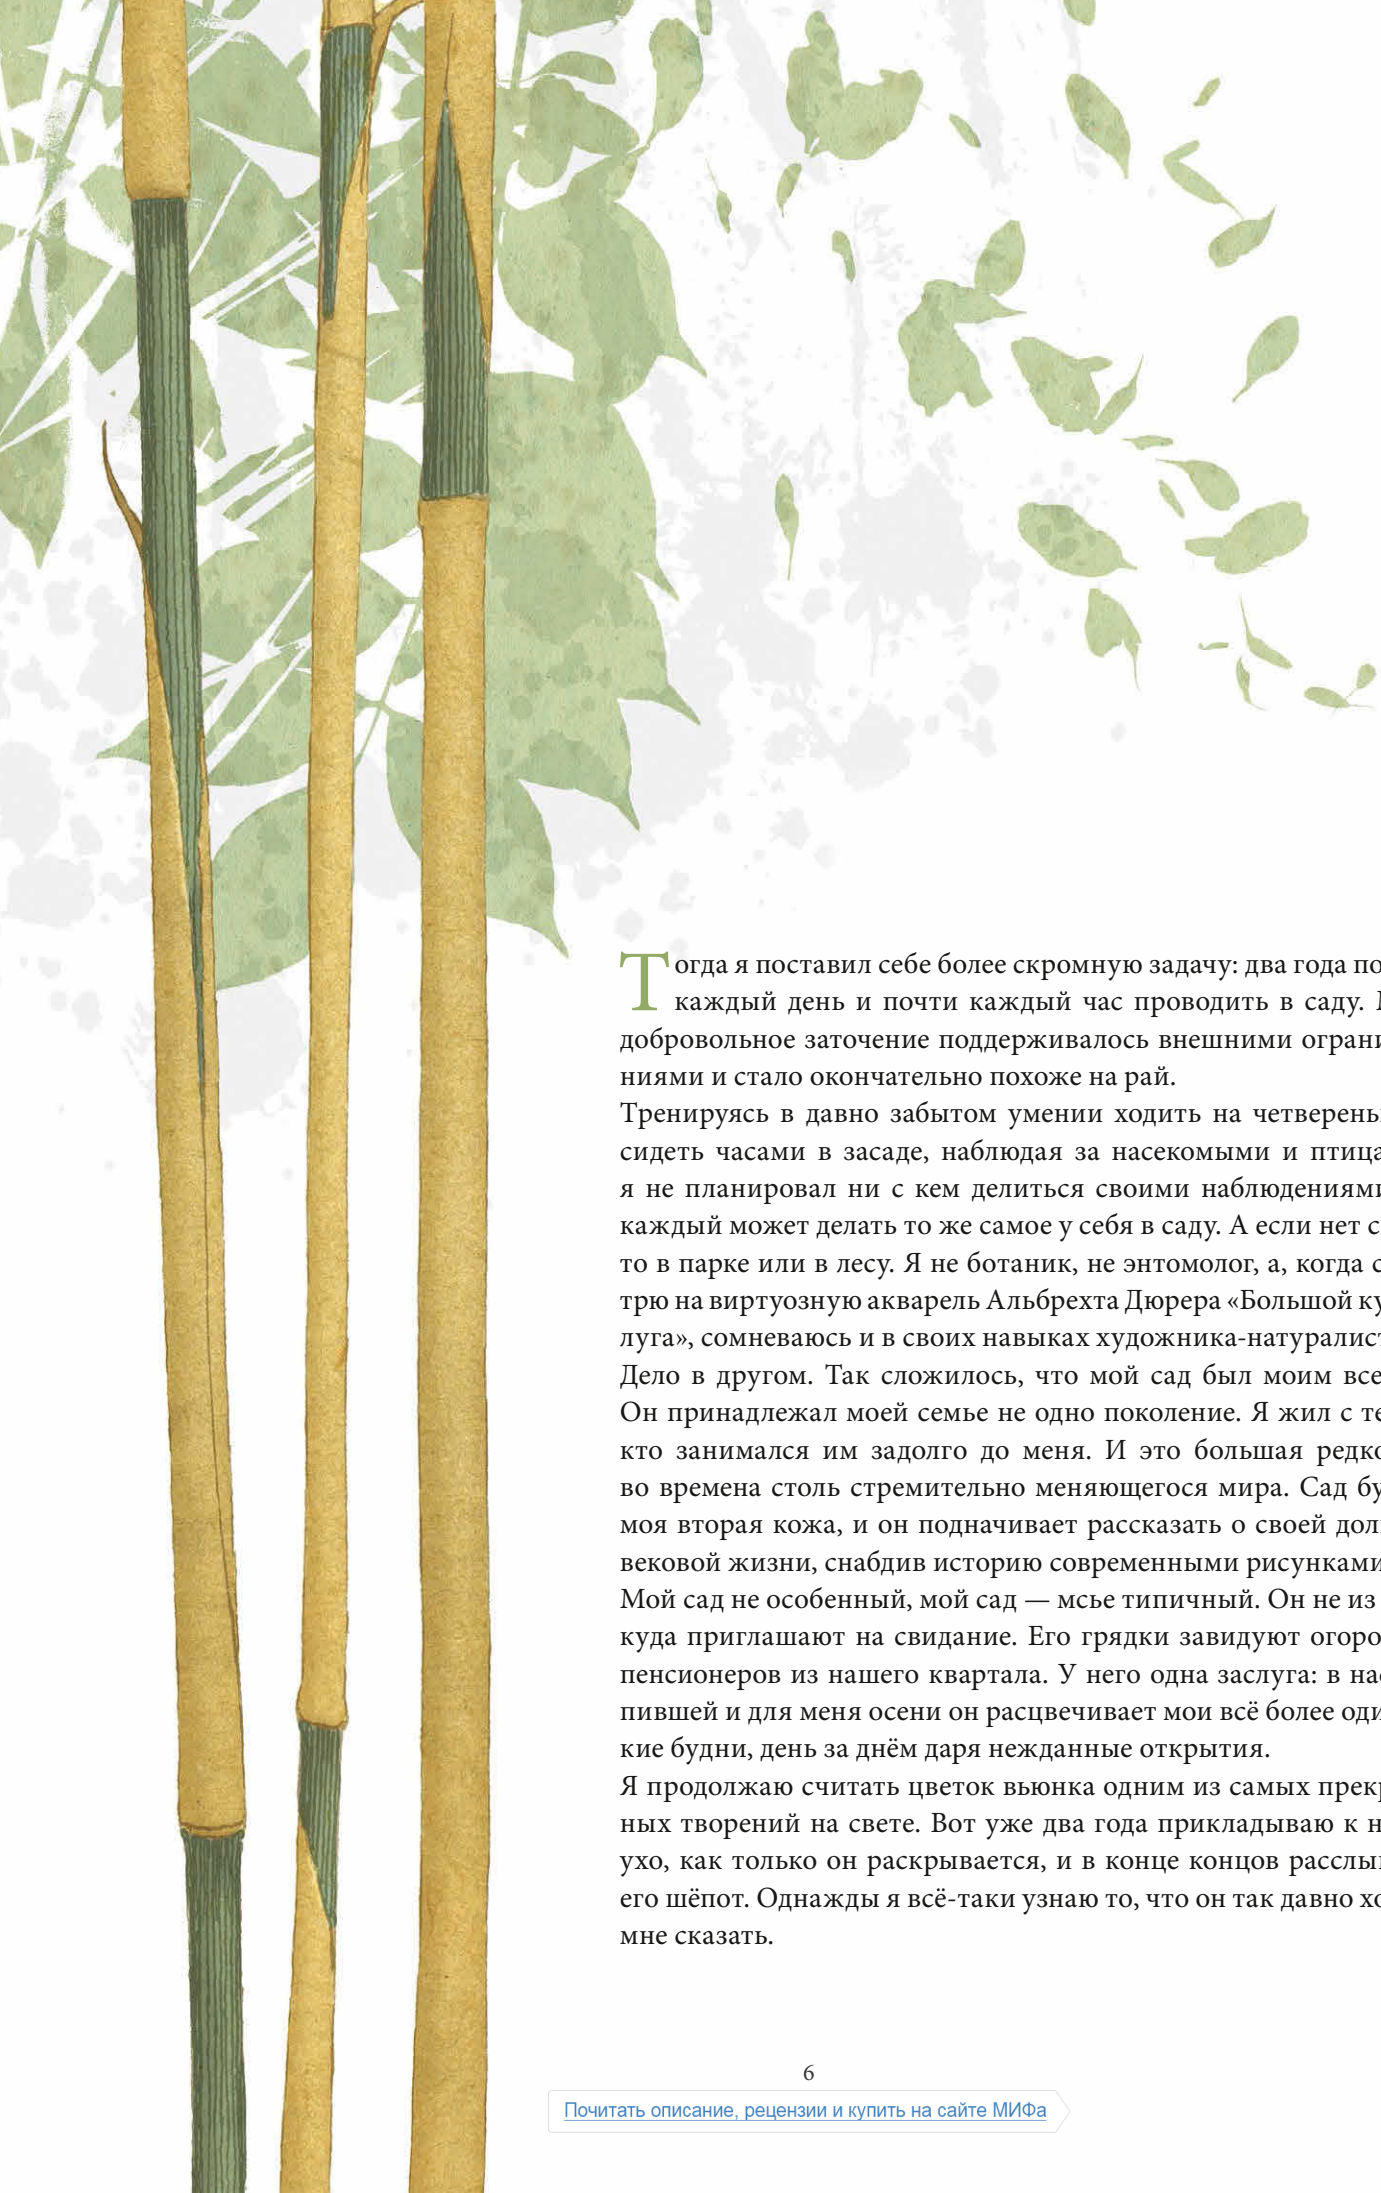 Тогда я поставил себе более скромную задачу: два года по
каждый день и почти каждый час проводить в саду.
добровольное заточение поддерживалось внешними ограни
ниями и стало окончательно похоже на рай.
Тренируясь в давно забытом умении ходить на четверень
сидеть часами в засаде, наблюдая за насекомыми и птица
я не планировал ни с кем делиться своими наблюдениями
каждый может делать то же самое у себя в саду. А если нет с
то в парке или в лесу. Я не ботаник, не энтомолог, а, когда с
трю на виртуозную акварель Альбрехта Дюрера «Большой ку
луга», сомневаюсь и в своих навыках художника-натуралист
Дело в другом. Так сложилось, что мой сад был моим все
Он принадлежал моей семье не одно поколение. Я жил с те
кто занимался им задолго до меня. И это большая редко
во времена столь стремительно меняющегося мира. Сад бу
моя вторая кожа, и он подначивает рассказать о своей дол
вековой жизни, снабдив историю современными рисунками
Мой сад не особенный, мой сад — мсье типичный. Он не из
куда приглашают на свидание. Его грядки завидуют огоро
пенсионеров из нашего квартала. У него одна заслуга: в нас
пившей и для меня осени он расцвечивает мои всё более оди
кие будни, день за днём даря нежданные открытия.
Я продолжаю считать цветок вьюнка одним из самых прекр
ных творений на свете. Вот уже два года прикладываю к н
ухо, как только он раскрывается, и в конце концов расслы
его шёпот. Однажды я всё-таки узнаю то, что он так давно хо
мне сказать.
6
Почитать описание, рецензии и купить на сайте МИФа